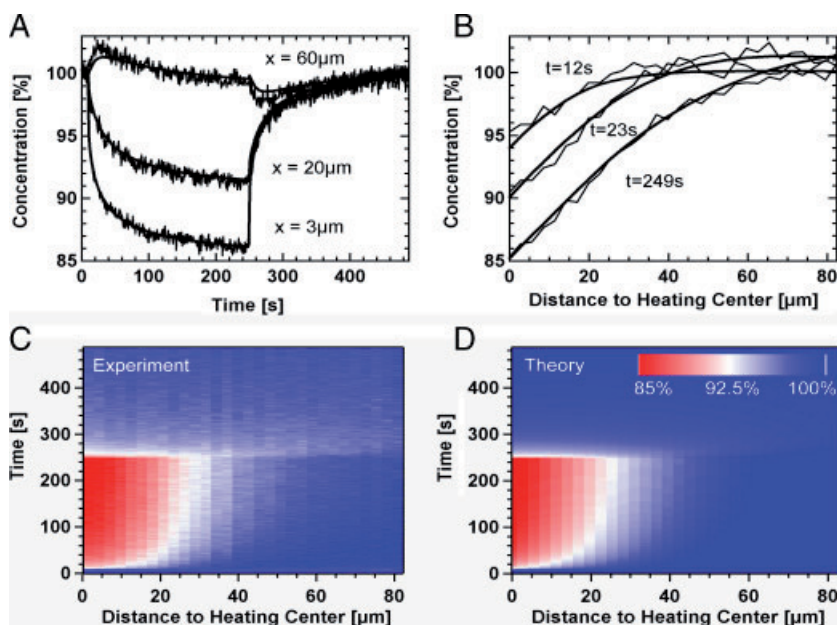 A
B
Concentration [%]
100
95
90
85
x = 60µm
x = 20µm
x = 3µm
0
100
200
300
400
Time [s]
Concentration [%]
100
95
90
85
t=12s
t=23s
t=249s
0
20
40
60
80
Distance to Heating Center [µm]
C
D
Experiment
Time [s]
400
300
200
100
0
0
20
40
60
80
Distance to Heating Center [µm]
Theory
85%
92.5%
100%
Time [s]
400
300
200
100
0
0
20
40
60
80
Distance to Heating Center [µm]